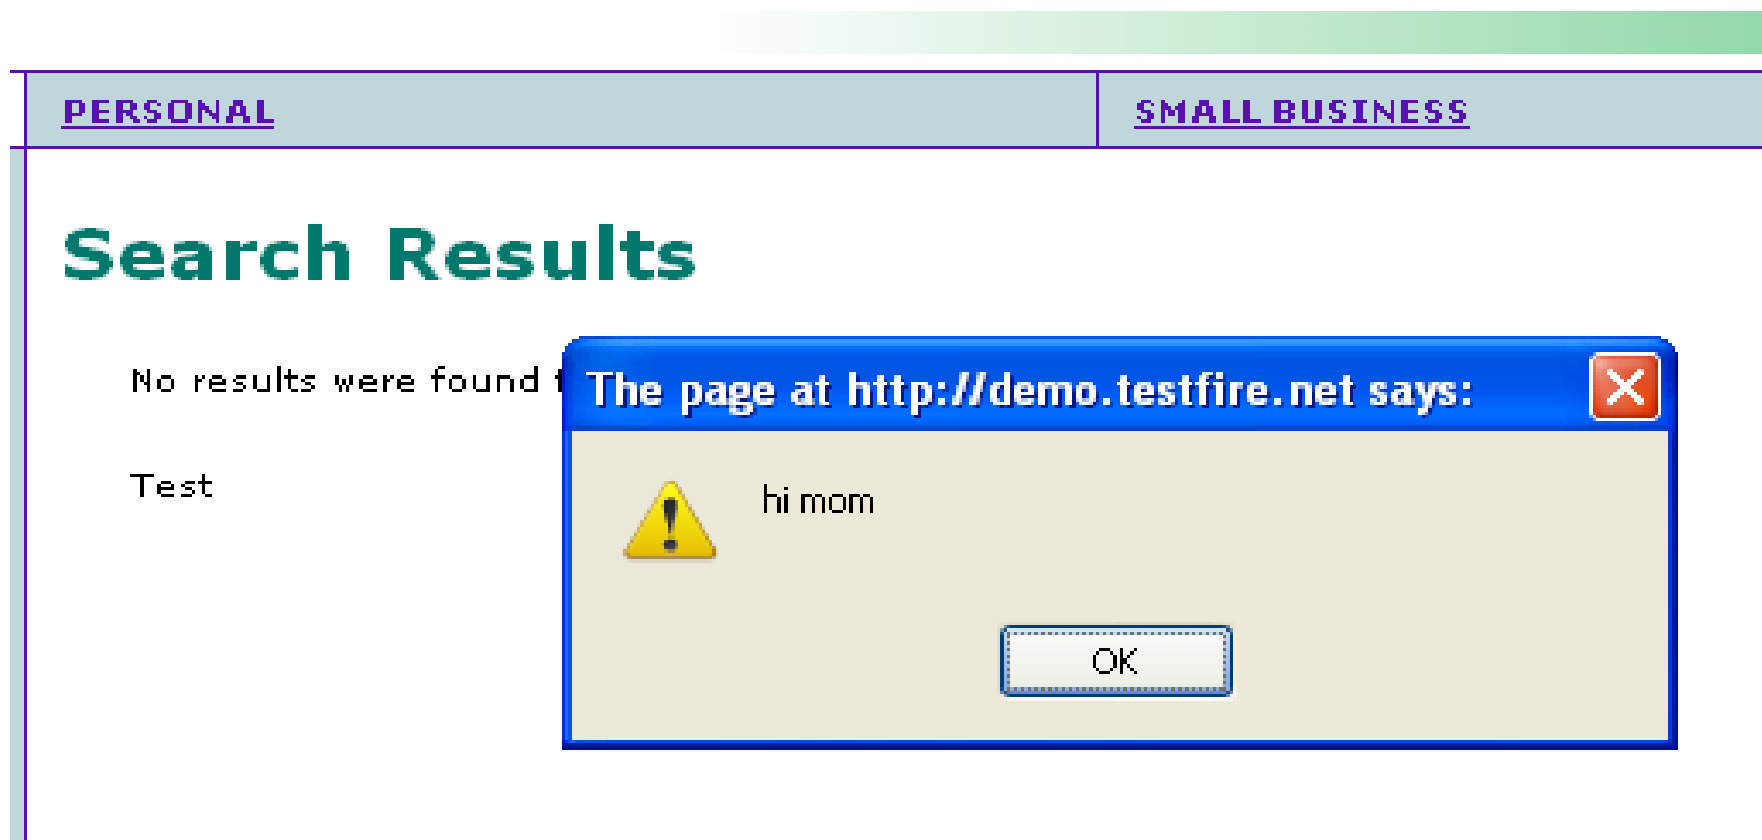 PERSONAL
SMALL BUSINESS
Search Results
No results were found
The page at http://demo.testfire.net says:
Test
hi mom
OK